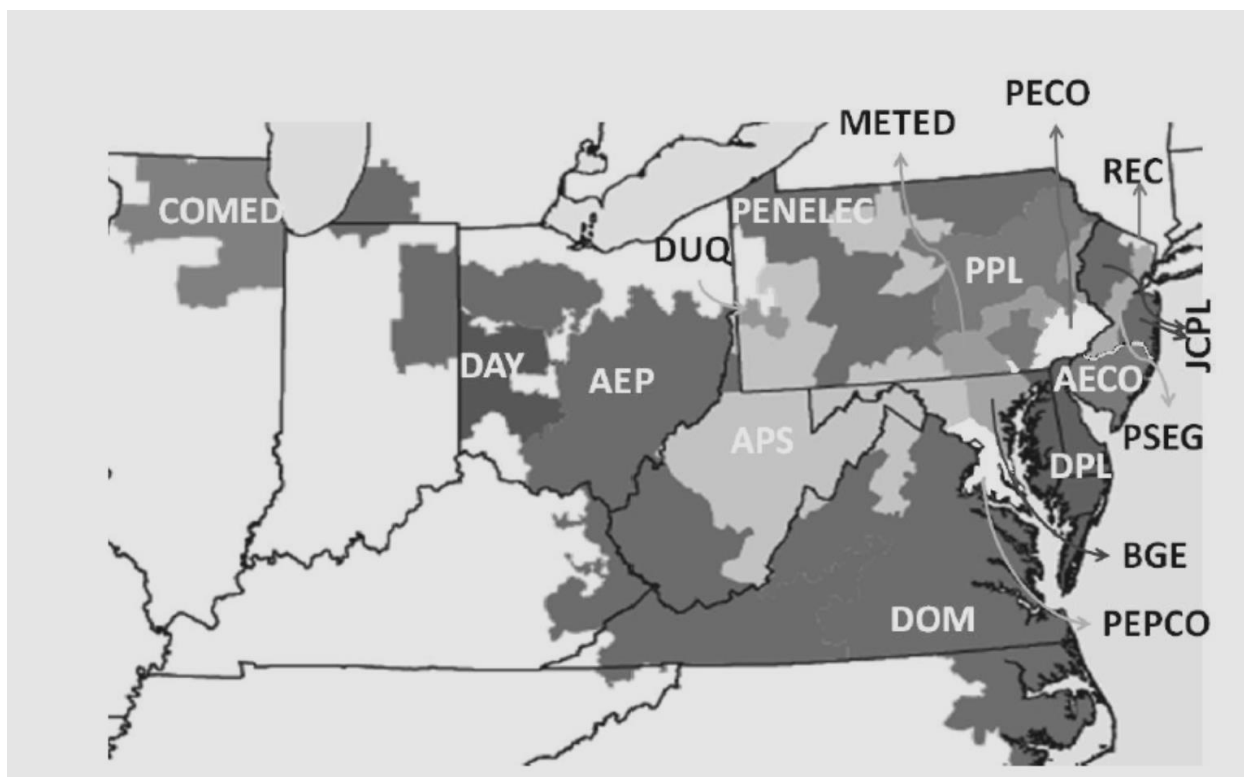 PECO
METED
REC
COMED
PENELEC
DUQ
PPL
JCPL
DAY
AEP
AECO
APS
PSEG
DPL
BGE
DOM
PEPCO